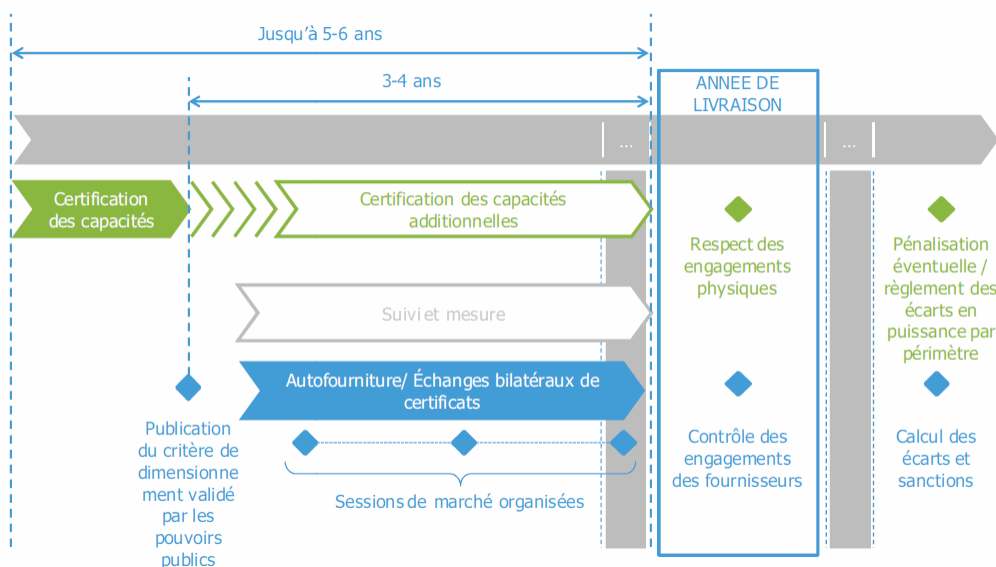 Jusqu'à 5-6 ans
3-4 ans
ANNEE DE
LIVRAISON
...
...
Certification
des capacités
Certification des capacités
additionnelles
Respect des
engagements
physiques
Pénalisation
éventuelle /
règlement des
écarts en
puissance par
périmètre
Suivi et mesure
Autofourniture/ Échanges bilatéraux de
certificats
Publication
du critère de
dimensionne
ment validé
par les
pouvoirs
publics
Sessions de marché organisées
Contrôle des
engagements
des fournisseurs
Calcul des
écarts et
sanctions